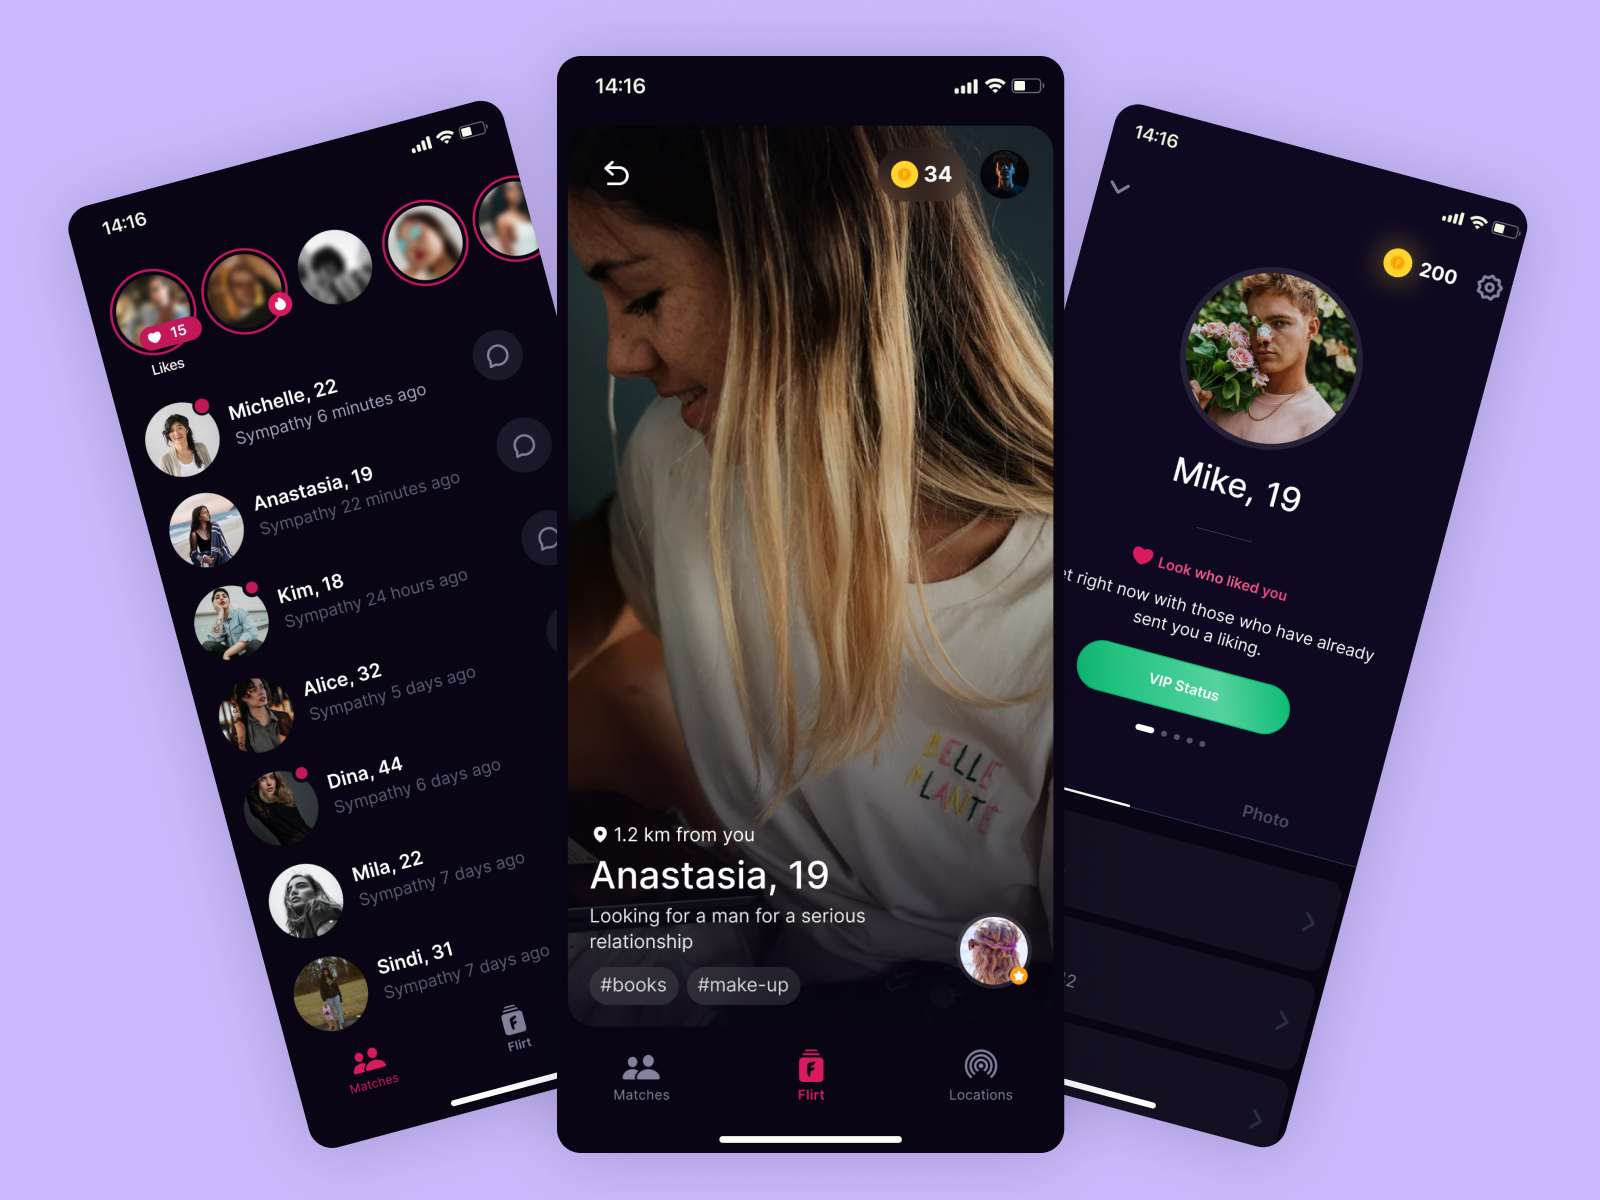 14:16
15
Likes
Michelle, 22
Sympathy 6 minutes ago
Anastasia, 19
Sympathy 22 minutes ago
Kim, 18
Sympathy 24 hours ago
Alice, 32
Sympathy 5 days ago
Dina, 44
Sympathy 6 days ago
Mila, 22
Sympathy 7 days ago
Sindi, 31
Sympathy 7 days ago
Matches
Flirt
14:16
34
BELLE
PLANTE
1.2 km from you
Anastasia, 19
Looking for a man for a serious
relationship
#books
#make-up
Matches
Flirt
Locations
14:16
200
Mike, 19
Look who liked you
right now with those who have already
sent you a liking.
VIP Status
Photo